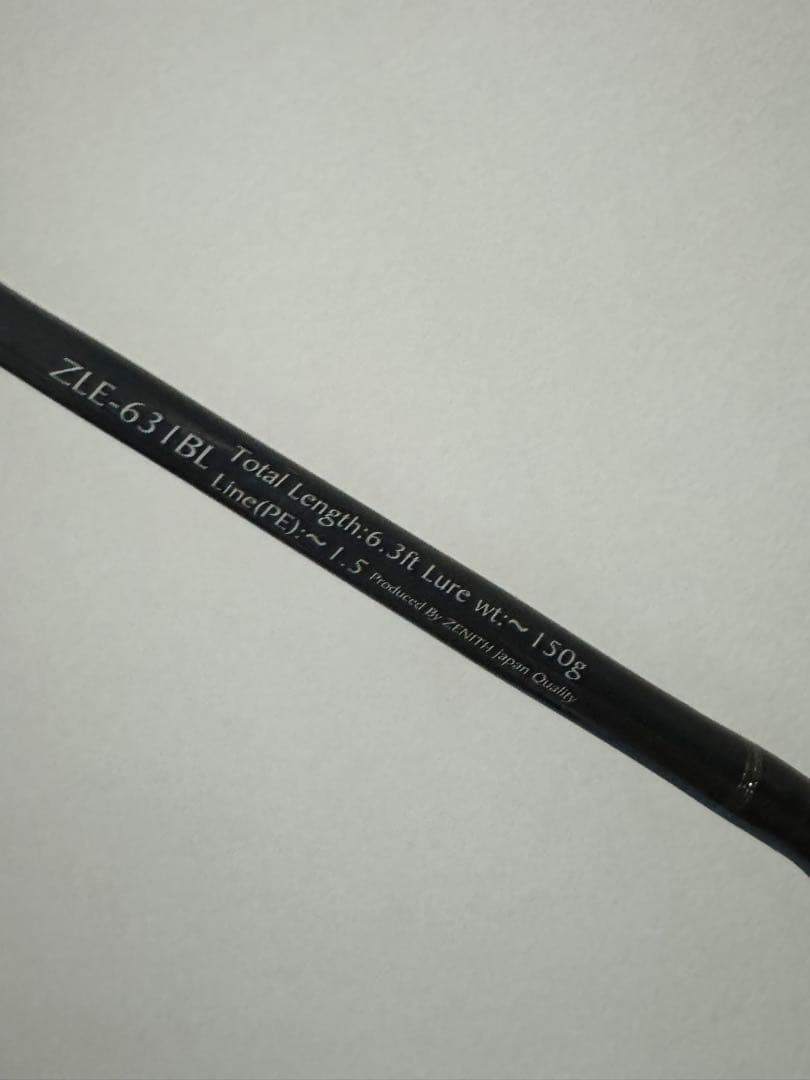 ZLE-631BL
Total Length:6.3ft Lure wt:~150g
Line(PE):~1.5 Produced By ZENITH Japan Quality